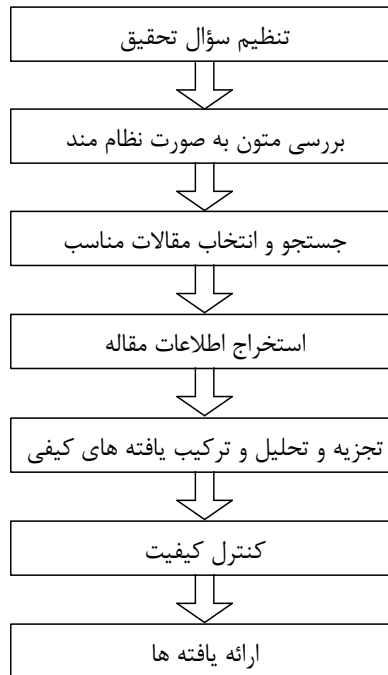 تنظیم سؤال تحقیق
بررسی متون به صورت نظام مند
جستجو و انتخاب مقالات مناسب
استخراج اطلاعات مقاله
تجزیه و تحلیل و ترکیب یافته های کیفی
کنترل کیفیت
ارائه یافته ها